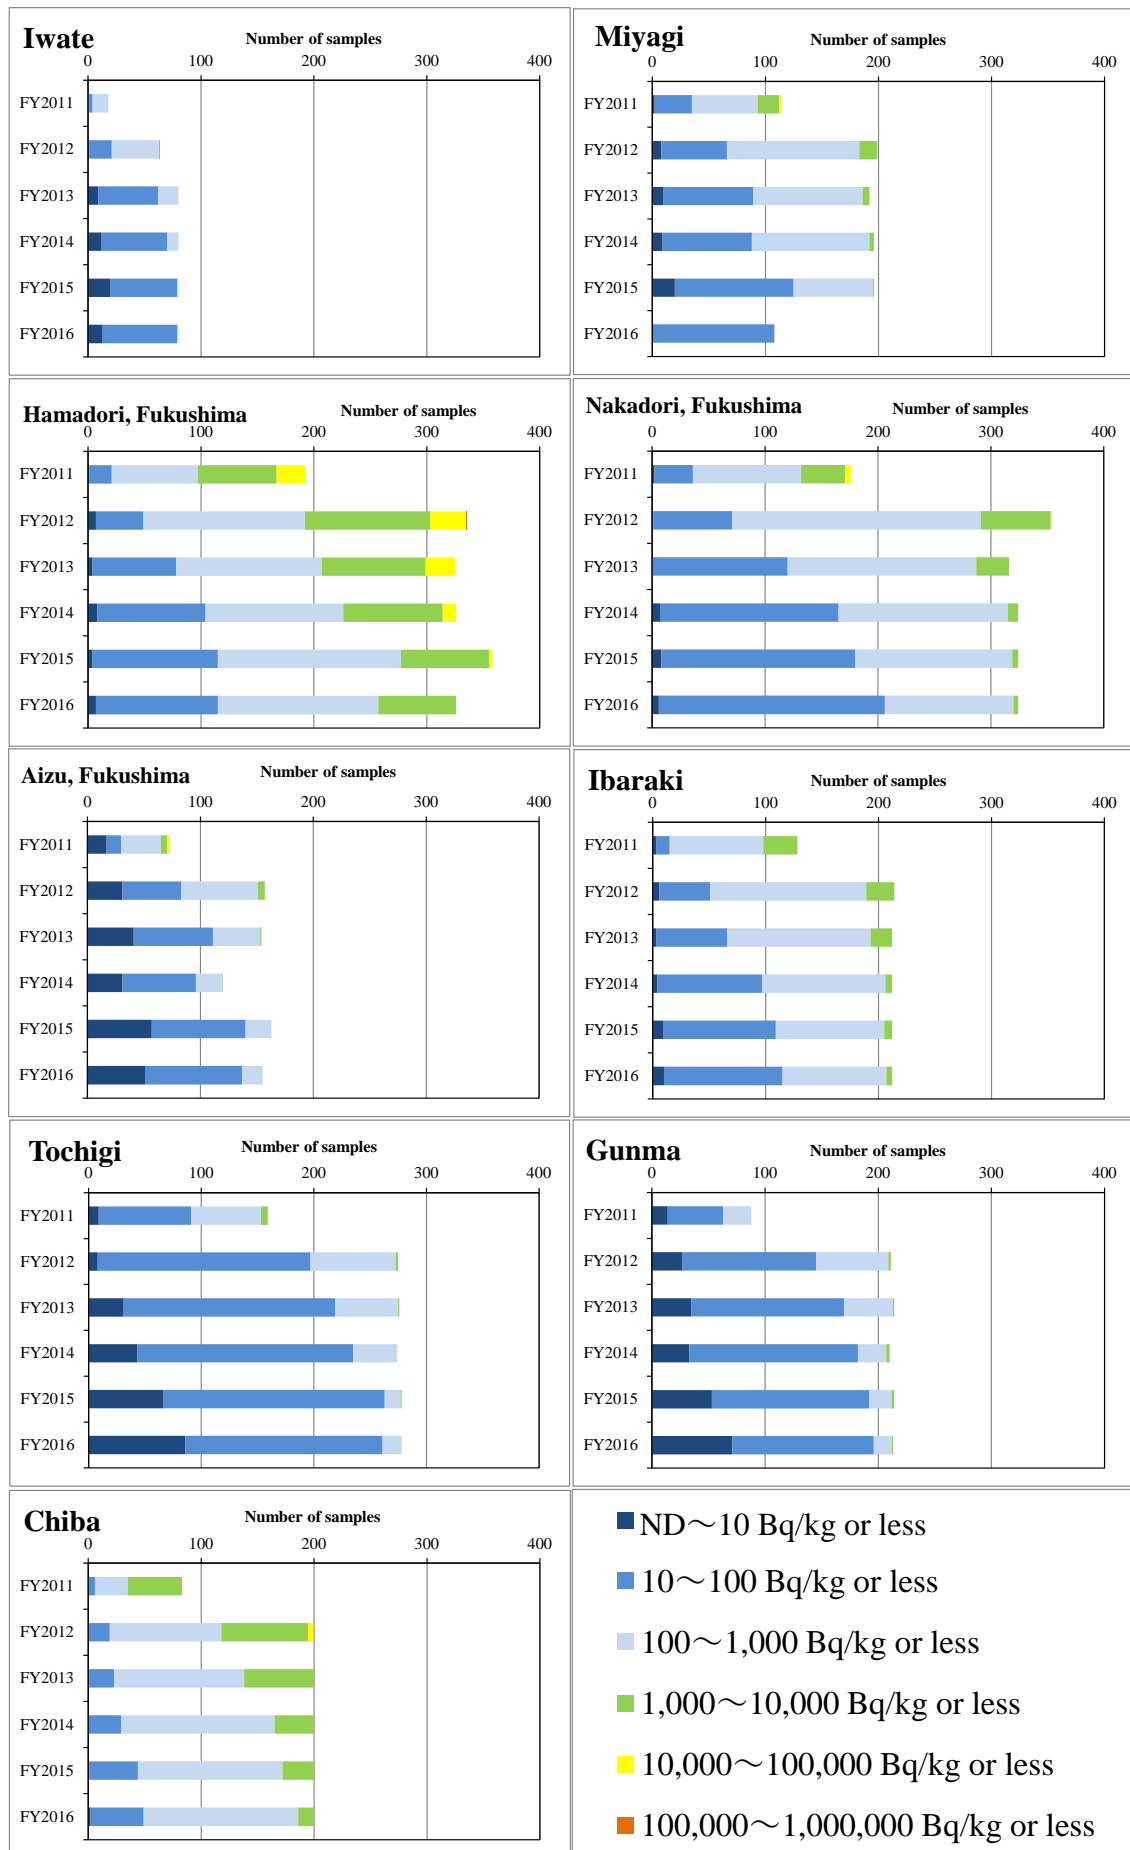 Iwate
Number of samples
0 100 200 300 400
FY2011
FY2012
FY2013
FY2014
FY2015
FY2016
Miyagi
Number of samples
0 100 200 300 400
FY2011
FY2012
FY2013
FY2014
FY2015
FY2016
Hamadori, Fukushima
Number of samples
0 100 200 300 400
FY2011
FY2012
FY2013
FY2014
FY2015
FY2016
Nakadori, Fukushima
Number of samples
0 100 200 300 400
FY2011
FY2012
FY2013
FY2014
FY2015
FY2016
Aizu, Fukushima
Number of samples
0 100 200 300 400
FY2011
FY2012
FY2013
FY2014
FY2015
FY2016
Ibaraki
Number of samples
0 100 200 300 400
FY2011
FY2012
FY2013
FY2014
FY2015
FY2016
Tochigi
Number of samples
0 100 200 300 400
FY2011
FY2012
FY2013
FY2014
FY2015
FY2016
Gunma
Number of samples
0 100 200 300 400
FY2011
FY2012
FY2013
FY2014
FY2015
FY2016
Chiba
Number of samples
0 100 200 300 400
FY2011
FY2012
FY2013
FY2014
FY2015
FY2016
ND～10 Bq/kg or less
10～100 Bq/kg or less
100～1,000 Bq/kg or less
1,000～10,000 Bq/kg or less
10,000～100,000 Bq/kg or less
100,000～1,000,000 Bq/kg or less